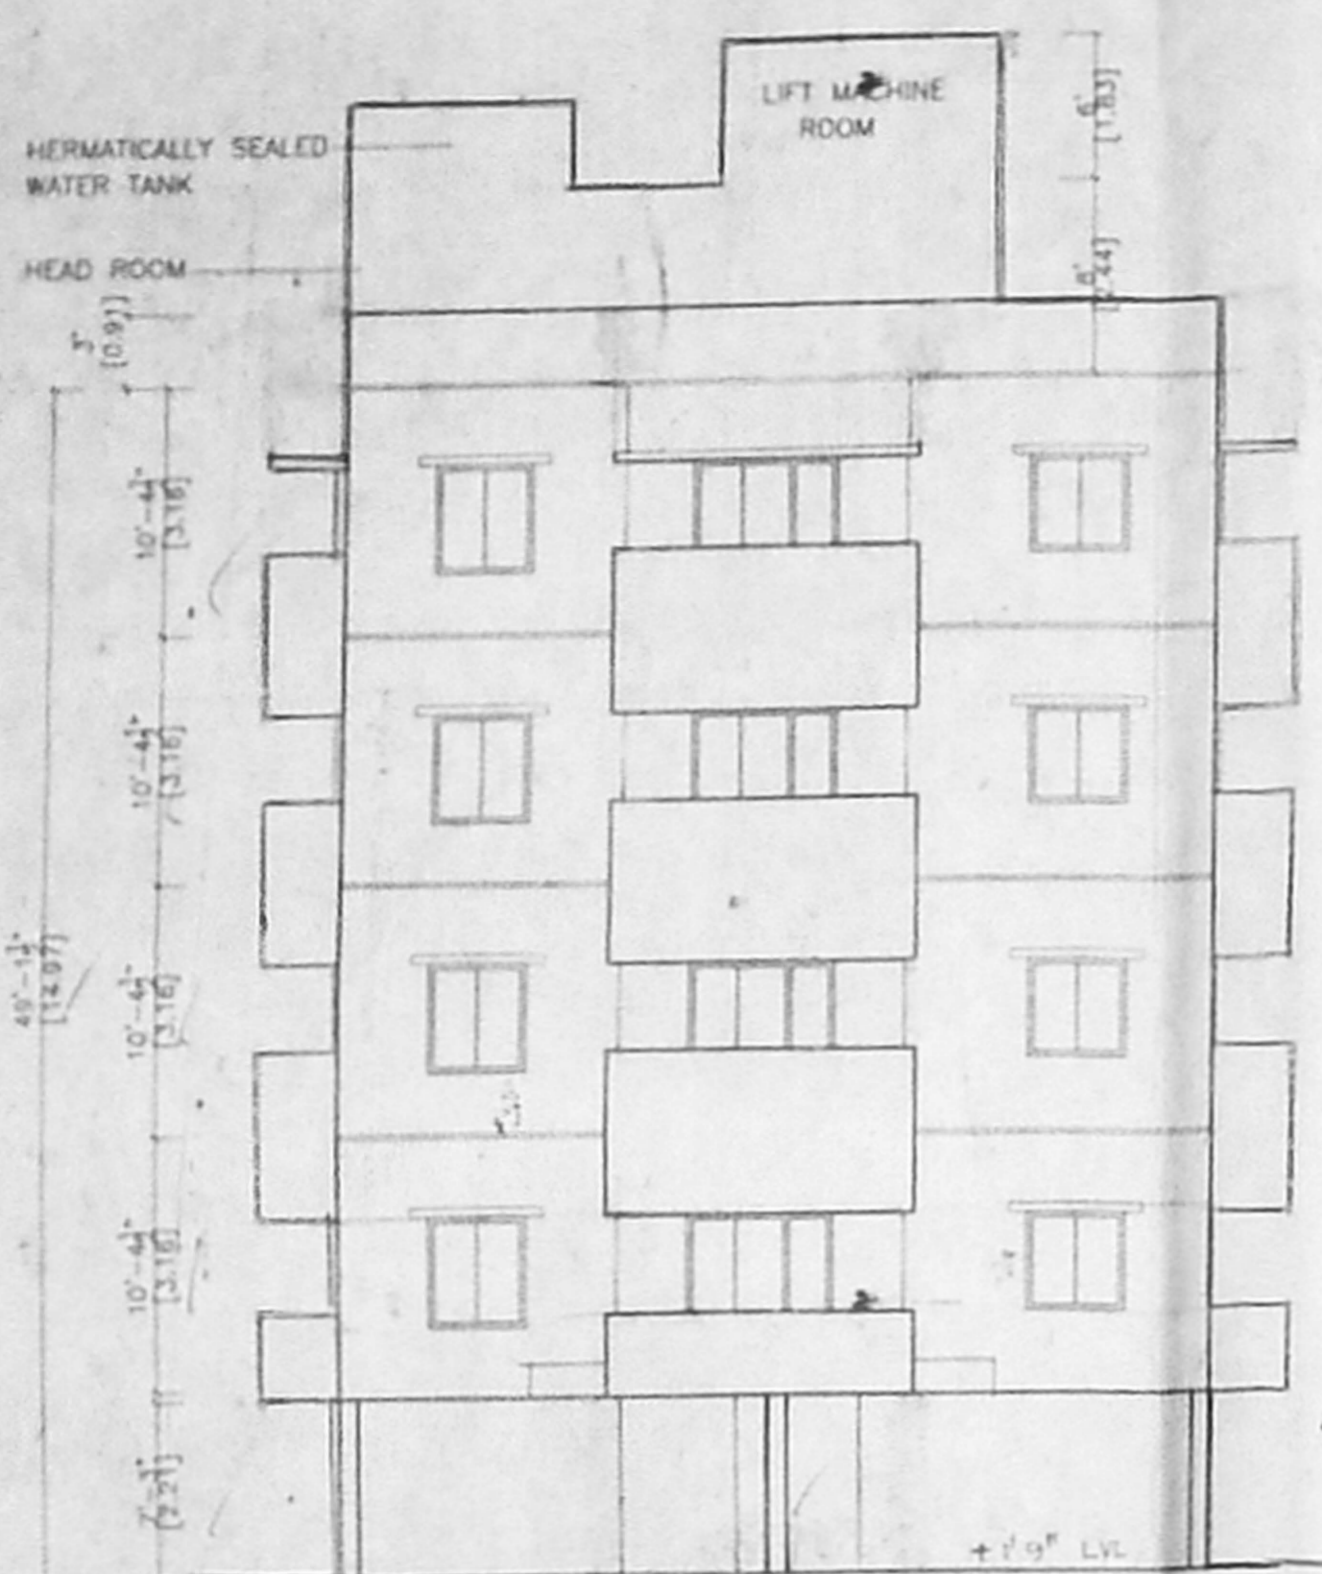 LIFT MACHINE
ROOM
HERMATICALLY SEALED
WATER TANK
HEAD ROOM
6'
[1.83]
8'
[2.44]
3'
[0.91]
10'-4½"
[3.16]
10'-4½"
[3.16]
10'-4½"
[3.16]
10'-4½"
[3.16]
49'-1½"
[14.97]
[2.21]
+1'9" LVL